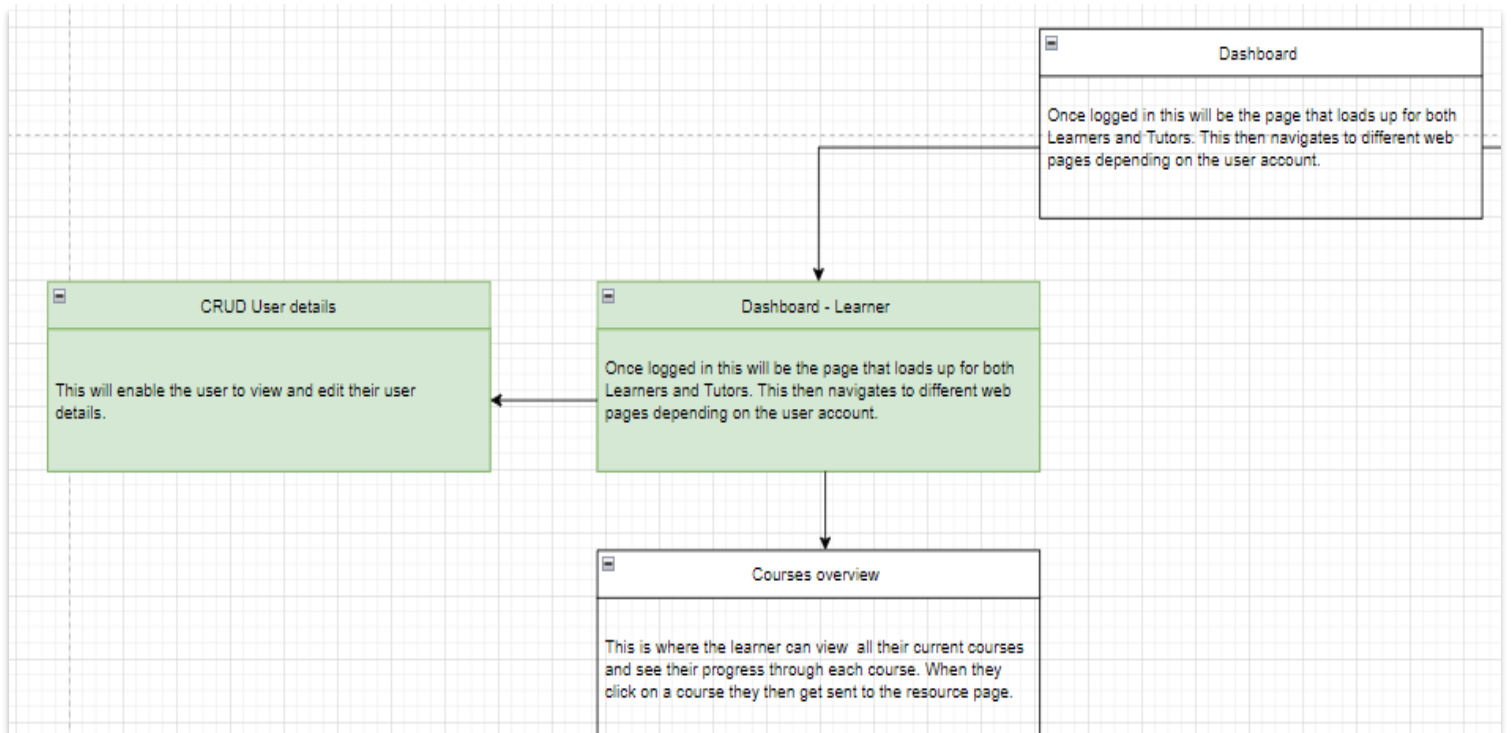 Dashboard
Once logged in this will be the page that loads up for both
Learners and Tutors. This then navigates to different web
pages depending on the user account.
CRUD User details
This will enable the user to view and edit their user
details.
Dashboard - Learner
Once logged in this will be the page that loads up for both
Learners and Tutors. This then navigates to different web
pages depending on the user account.
Courses overview
This is where the learner can view  all their current courses
and see their progress through each course. When they
click on a course they then get sent to the resource page.